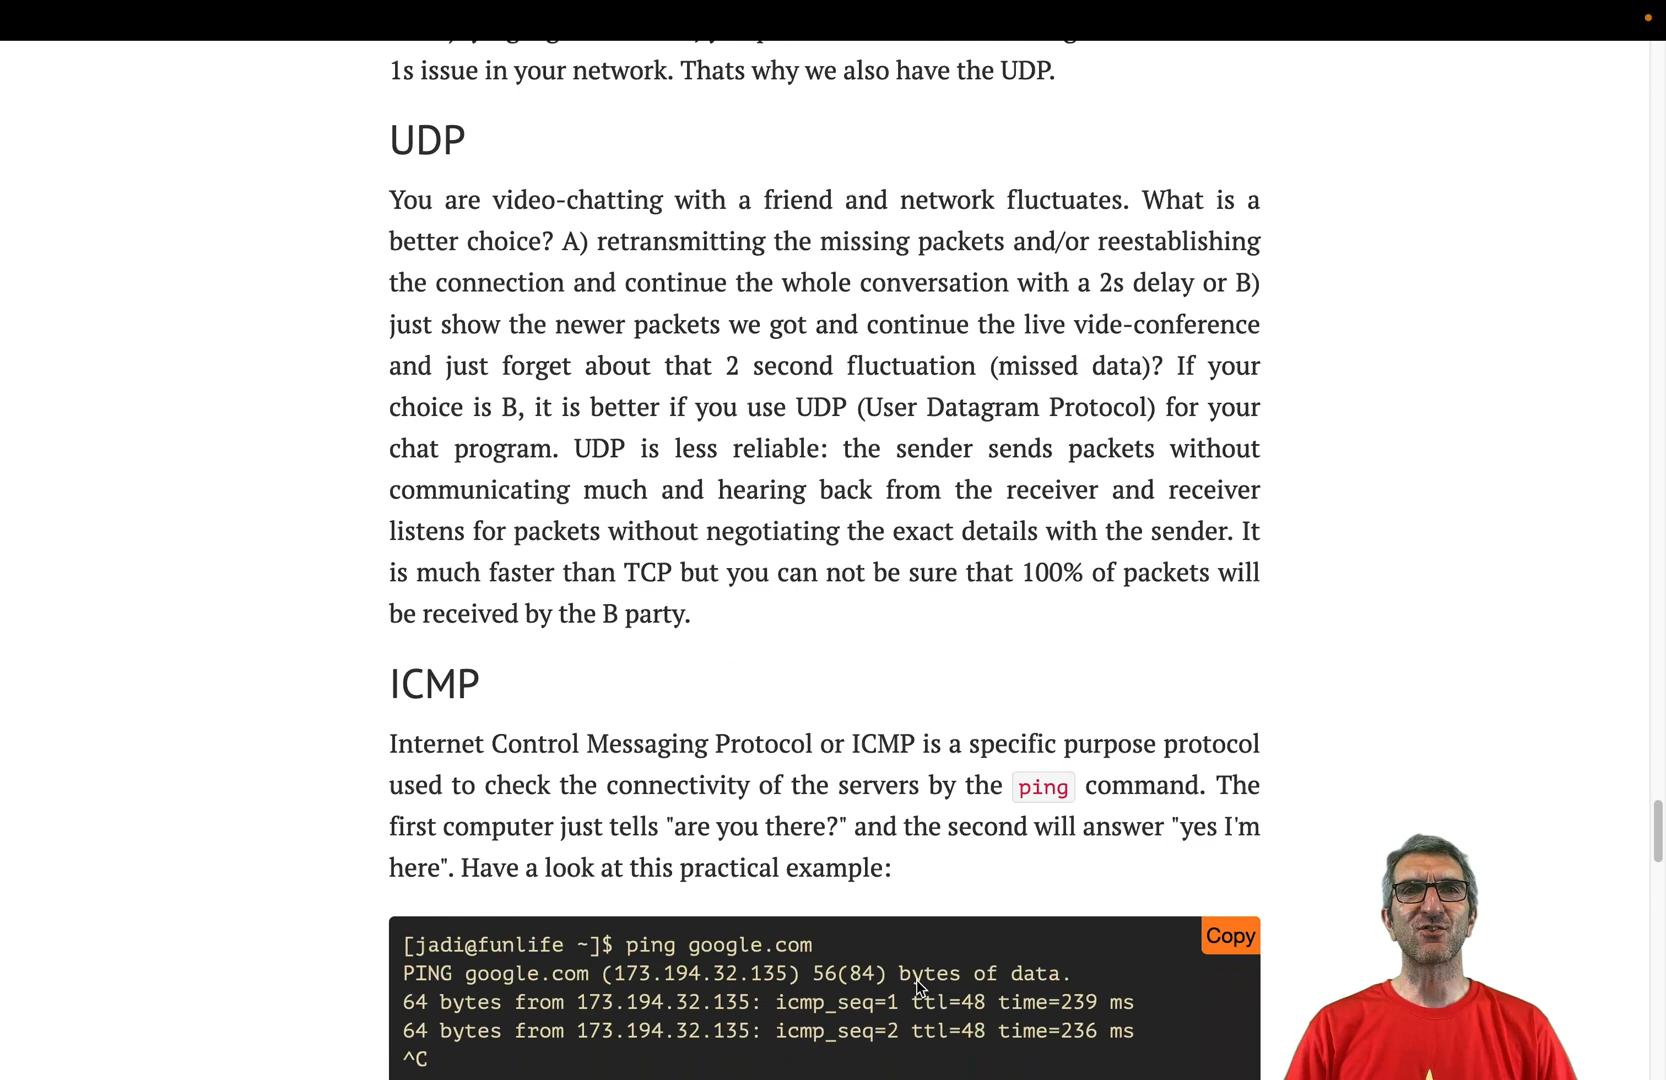 1s issue in your network. Thats why we also have the UDP.
UDP
You are video-chatting with a friend and network fluctuates. What is a
better choice? A) retransmitting the missing packets and/or reestablishing
the connection and continue the whole conversation with a 2s delay or B)
just show the newer packets we got and continue the live vide-conference
and just forget about that 2 second fluctuation (missed data)? If your
choice is B, it is better if you use UDP (User Datagram Protocol) for your
chat program. UDP is less reliable: the sender sends packets without
communicating much and hearing back from the receiver and receiver
listens for packets without negotiating the exact details with the sender. It
is much faster than TCP but you can not be sure that 100% of packets will
be received by the B party.
ICMP
Internet Control Messaging Protocol or ICMP is a specific purpose protocol
used to check the connectivity of the servers by the ping command. The
first computer just tells "are you there?" and the second will answer "yes I'm
here". Have a look at this practical example:
Copy
[jadi@funlife ~]$ ping google.com
PING google.com (173.194.32.135) 56(84) bytes of data.
64 bytes from 173.194.32.135: icmp_seq=1 ttl=48 time=239 ms
64 bytes from 173.194.32.135: icmp_seq=2 ttl=48 time=236 ms
^C